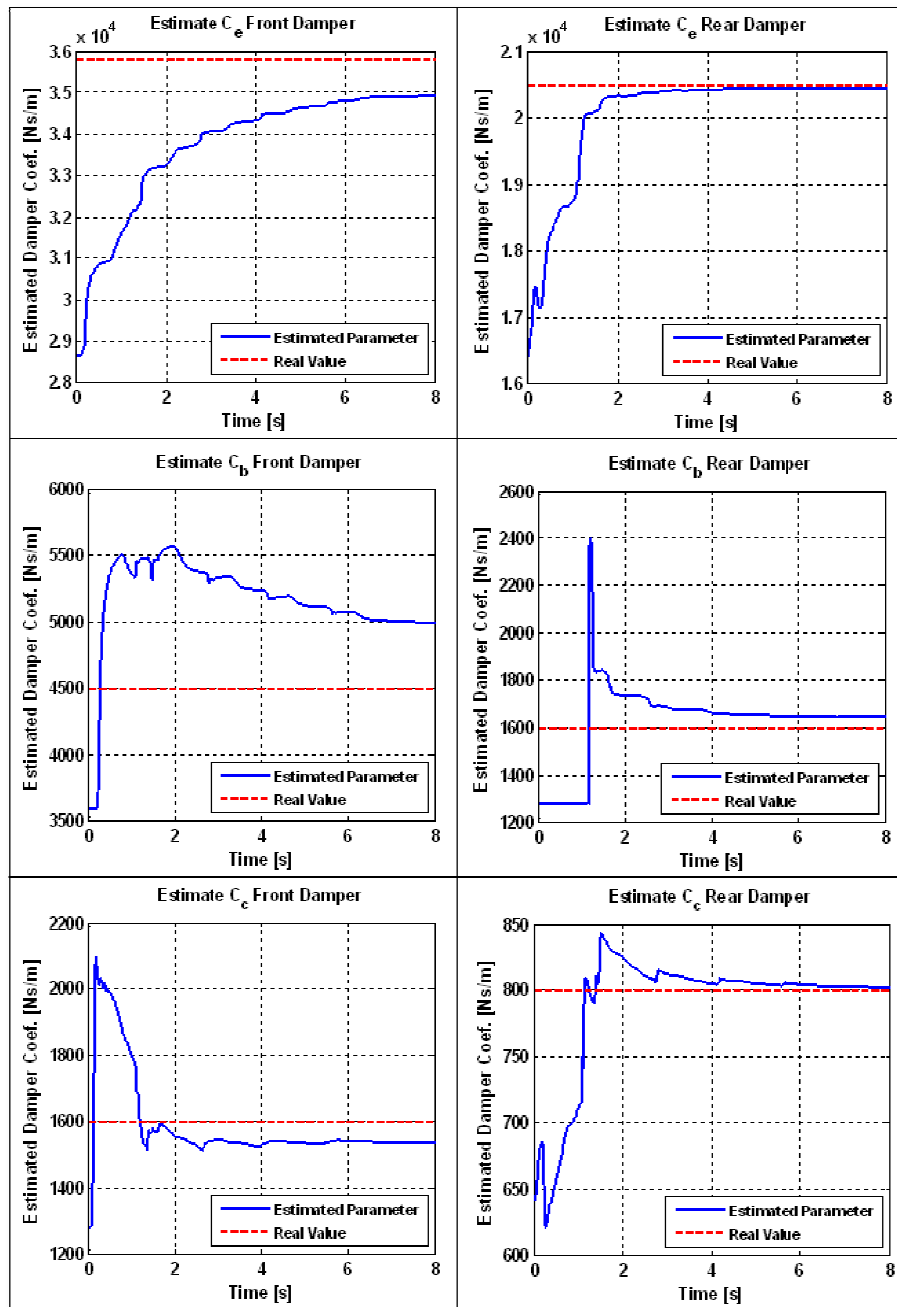 Estimate C_e Front Damper
x 10^4
3.6
3.5
3.4
3.3
3.2
3.1
3
2.9
2.8
Estimated Damper Coef. [Ns/m]
Estimated Parameter
Real Value
0 2 4 6 8
Time [s]
Estimate C_e Rear Damper
x 10^4
2.1
2
1.9
1.8
1.7
1.6
Estimated Damper Coef. [Ns/m]
Estimated Parameter
Real Value
0 2 4 6 8
Time [s]
Estimate C_b Front Damper
6000
5500
5000
4500
4000
3500
Estimated Damper Coef. [Ns/m]
Estimated Parameter
Real Value
0 2 4 6 8
Time [s]
Estimate C_b Rear Damper
2600
2400
2200
2000
1800
1600
1400
1200
Estimated Damper Coef. [Ns/m]
Estimated Parameter
Real Value
0 2 4 6 8
Time [s]
Estimate C_c Front Damper
2200
2000
1800
1600
1400
1200
Estimated Damper Coef. [Ns/m]
Estimated Parameter
Real Value
0 2 4 6 8
Time [s]
Estimate C_c Rear Damper
850
800
750
700
650
600
Estimated Damper Coef. [Ns/m]
Estimated Parameter
Real Value
0 2 4 6 8
Time [s]